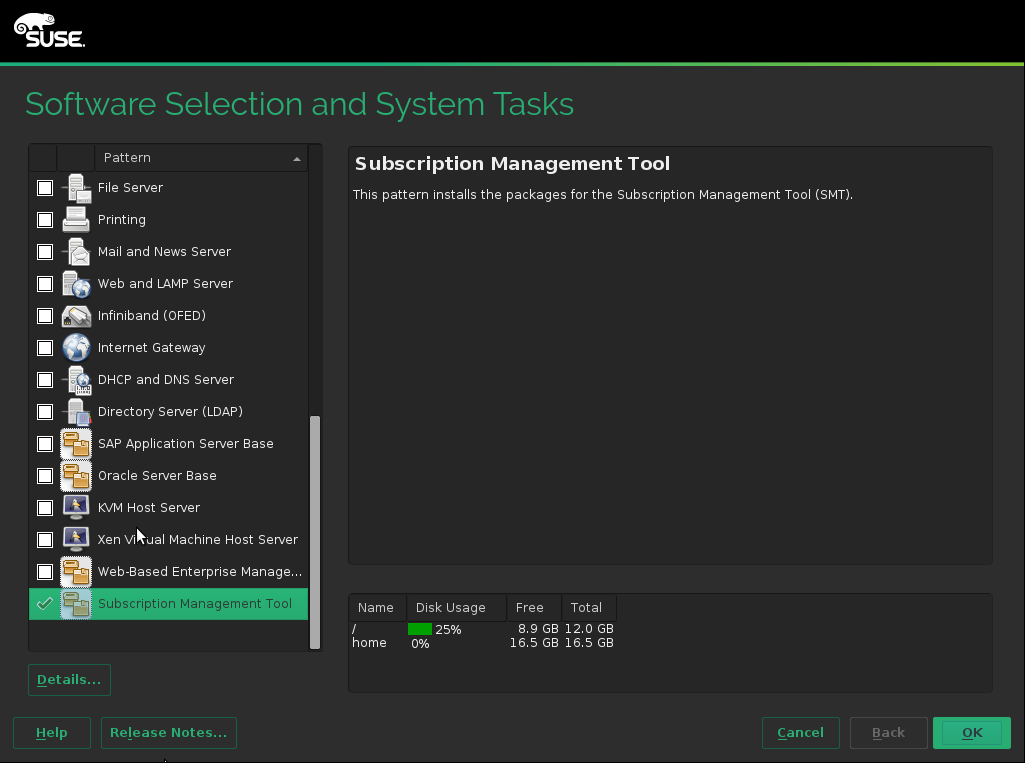 SUSE
Software Selection and System Tasks
Pattern
File Server
Printing
Mail and News Server
Web and LAMP Server
Infiniband (OFED)
Internet Gateway
DHCP and DNS Server
Directory Server (LDAP)
SAP Application Server Base
Oracle Server Base
KVM Host Server
Xen Virtual Machine Host Server
Web-Based Enterprise Manage...
Subscription Management Tool
Subscription Management Tool
This pattern installs the packages for the Subscription Management Tool (SMT).
Name Disk Usage Free Total
/ 25% 8.9 GB 12.0 GB
home 0% 16.5 GB 16.5 GB
Details...
Help Release Notes... Cancel Back OK